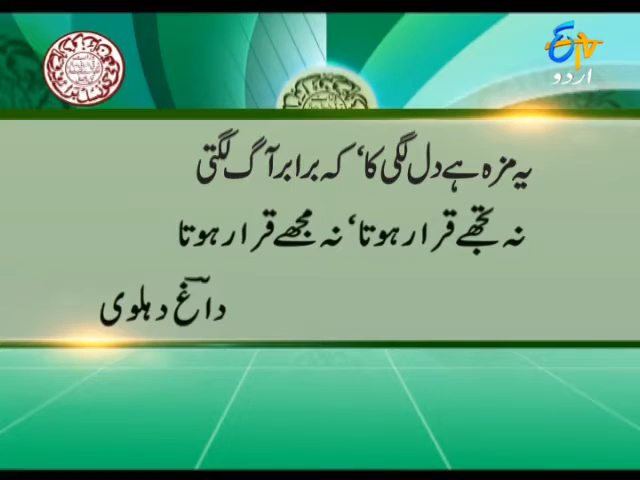 ETV
اردو
یہ مزہ ہے دل لگی کا، کہ برابر آگ لگتی
نہ تجھے قرار ہوتا، نہ مجھے قرار ہوتا
داغؔ دہلوی